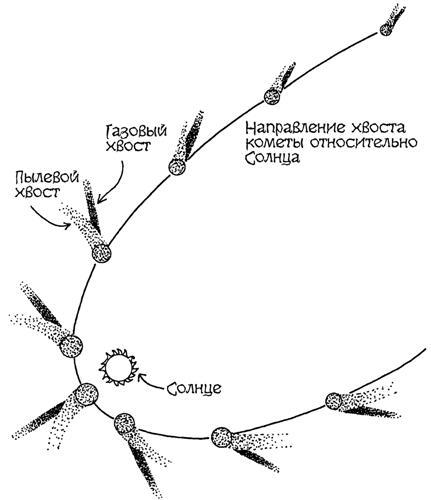 Газовый
хвост
Направление хвоста
кометы относительно
Солнца
Пылевой
хвост
Солнце